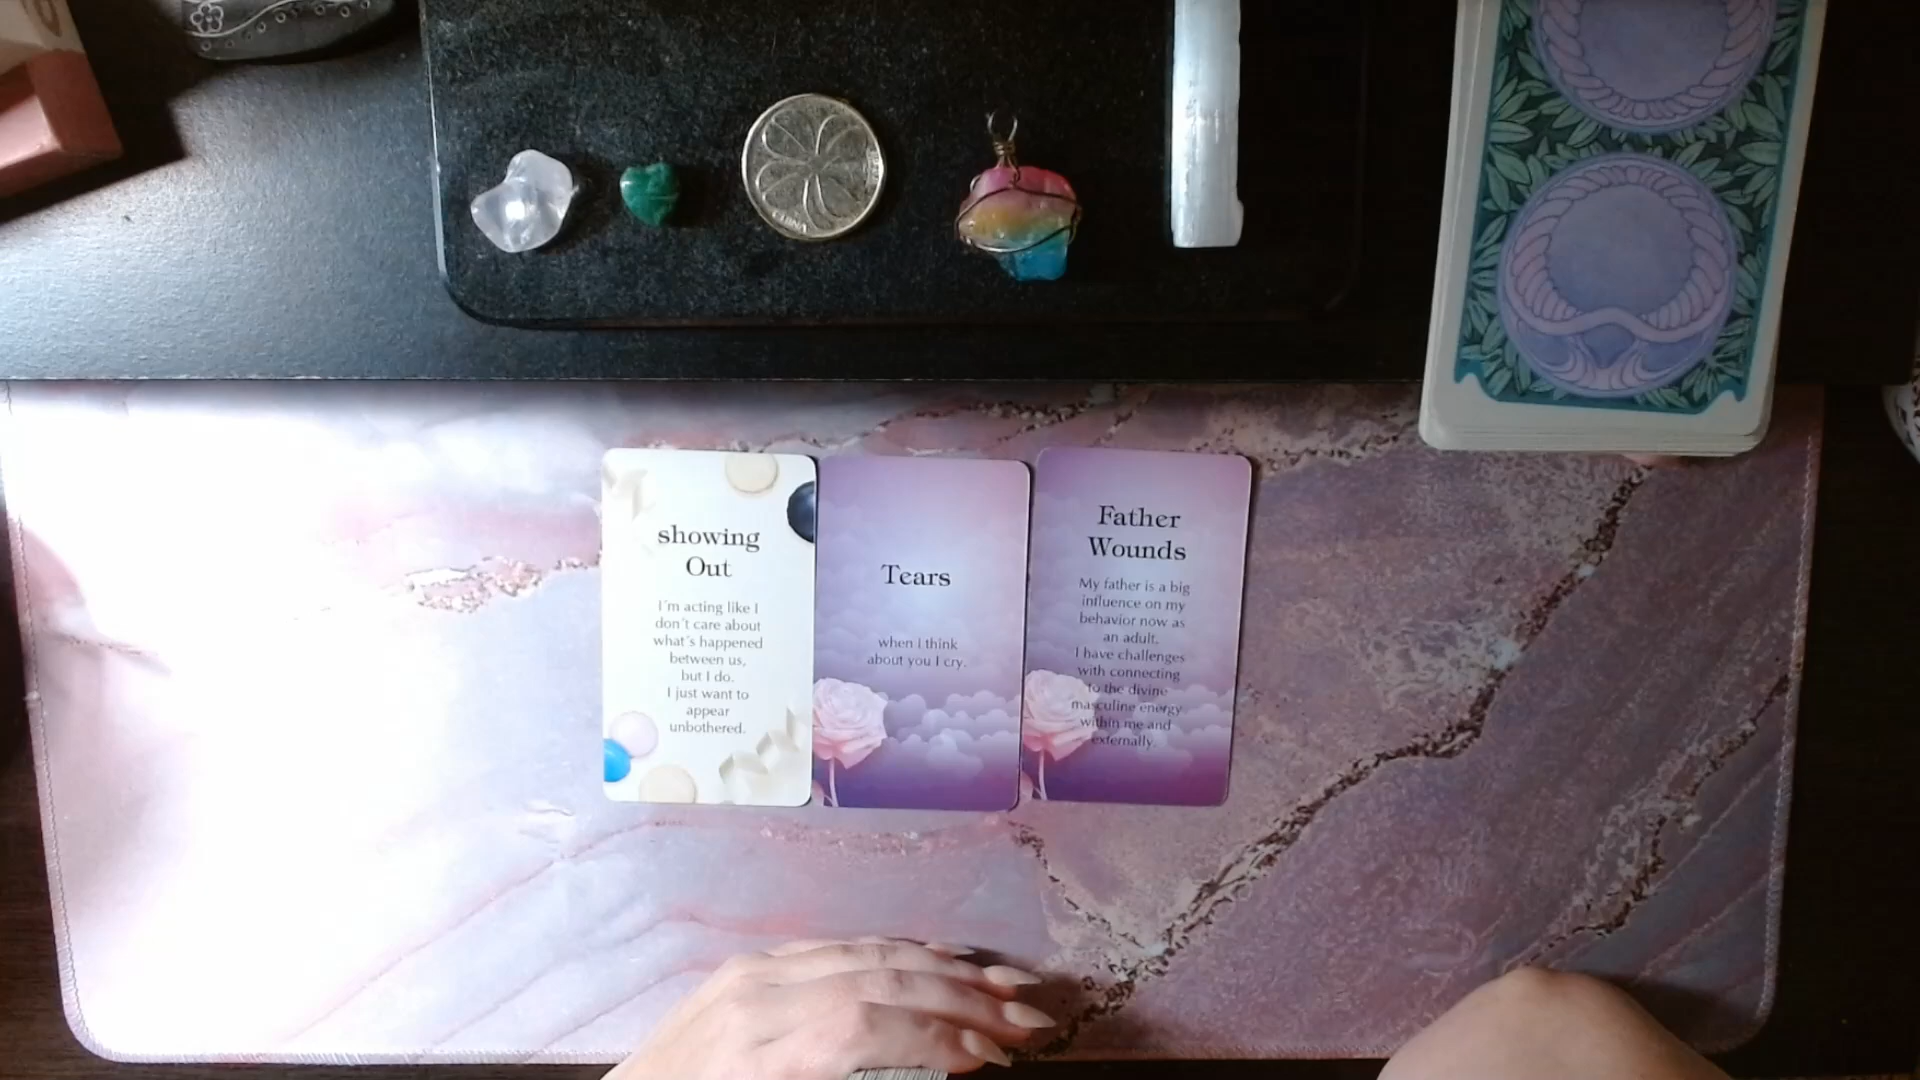 showing
Out
I'm acting like I
don't care about
what's happened
between us,
but I do.
I just want to
appear
unbothered.
Tears
when I think
about you I cry.
Father
Wounds
My father is a big
influence on my
behavior now as
an adult.
I have challenges
with connecting
to the divine
masculine energy
within me and
externally.